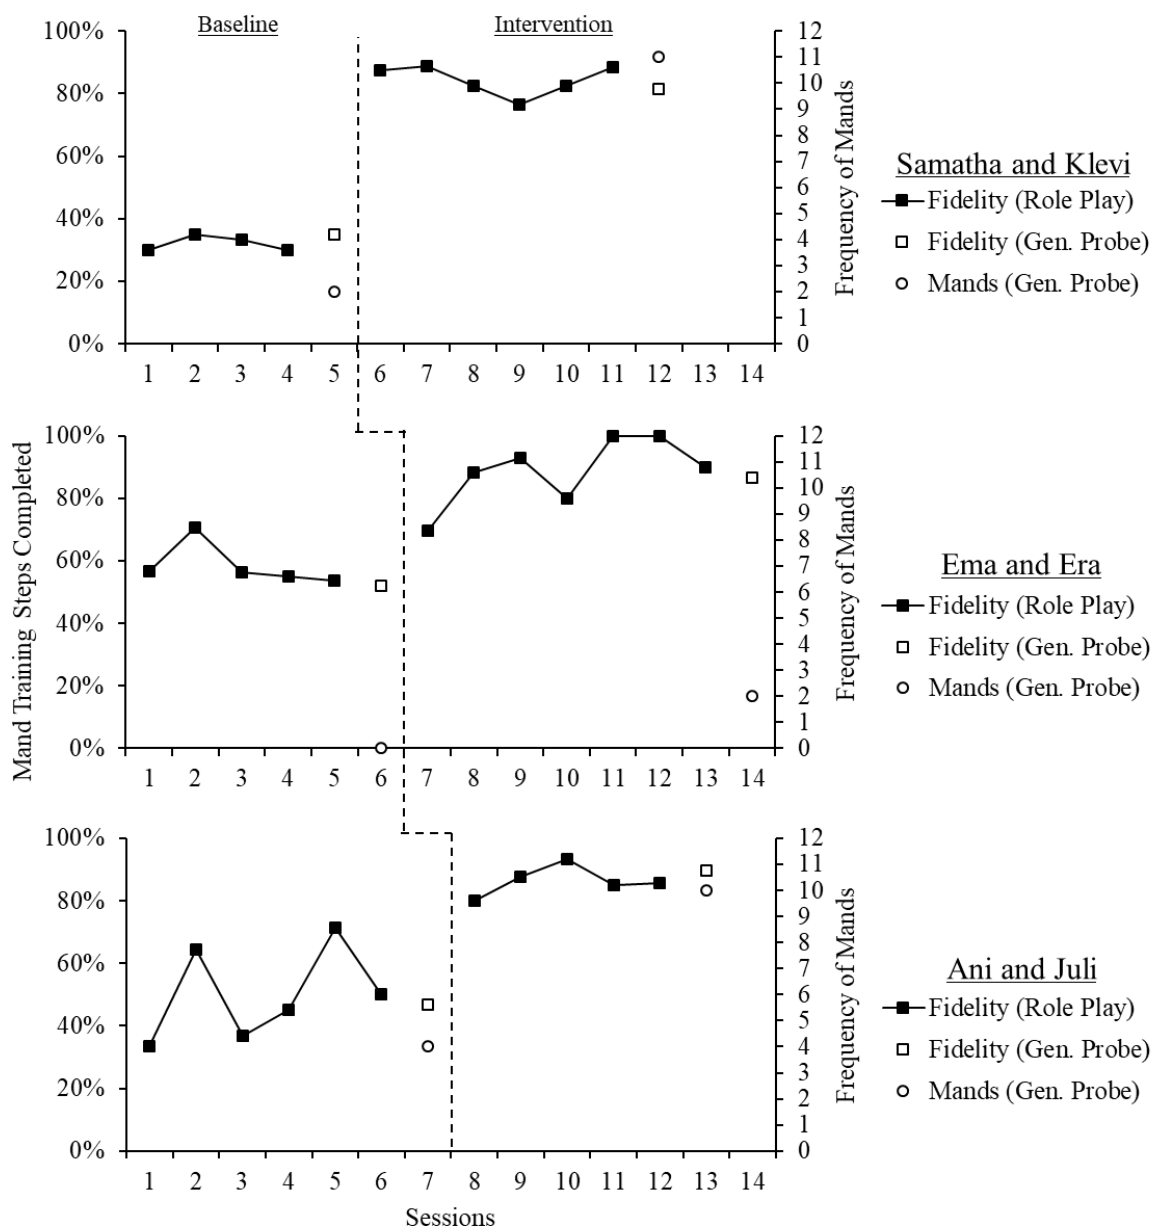 Baseline
Intervention
100%
80%
60%
40%
20%
0%
12
11
10
9
8
7
6
5
4
3
2
1
0
Frequency of Mands
1 2 3 4 5 6 7 8 9 10 11 12 13 14
Samatha and Klevi
Fidelity (Role Play)
Fidelity (Gen. Probe)
Mands (Gen. Probe)
Mand Training Steps Completed
100%
80%
60%
40%
20%
0%
12
11
10
9
8
7
6
5
4
3
2
1
0
Frequency of Mands
1 2 3 4 5 6 7 8 9 10 11 12 13 14
Ema and Era
Fidelity (Role Play)
Fidelity (Gen. Probe)
Mands (Gen. Probe)
100%
80%
60%
40%
20%
0%
12
11
10
9
8
7
6
5
4
3
2
1
0
Frequency of Mands
1 2 3 4 5 6 7 8 9 10 11 12 13 14
Sessions
Ani and Juli
Fidelity (Role Play)
Fidelity (Gen. Probe)
Mands (Gen. Probe)